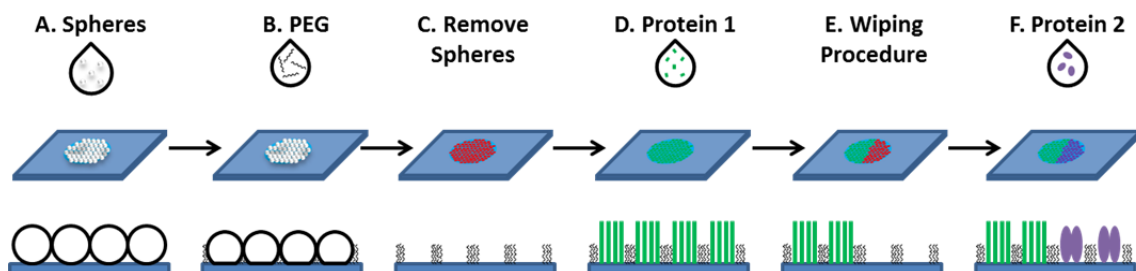 A. Spheres
B. PEG
C. Remove
Spheres
D. Protein 1
E. Wiping
Procedure
F. Protein 2